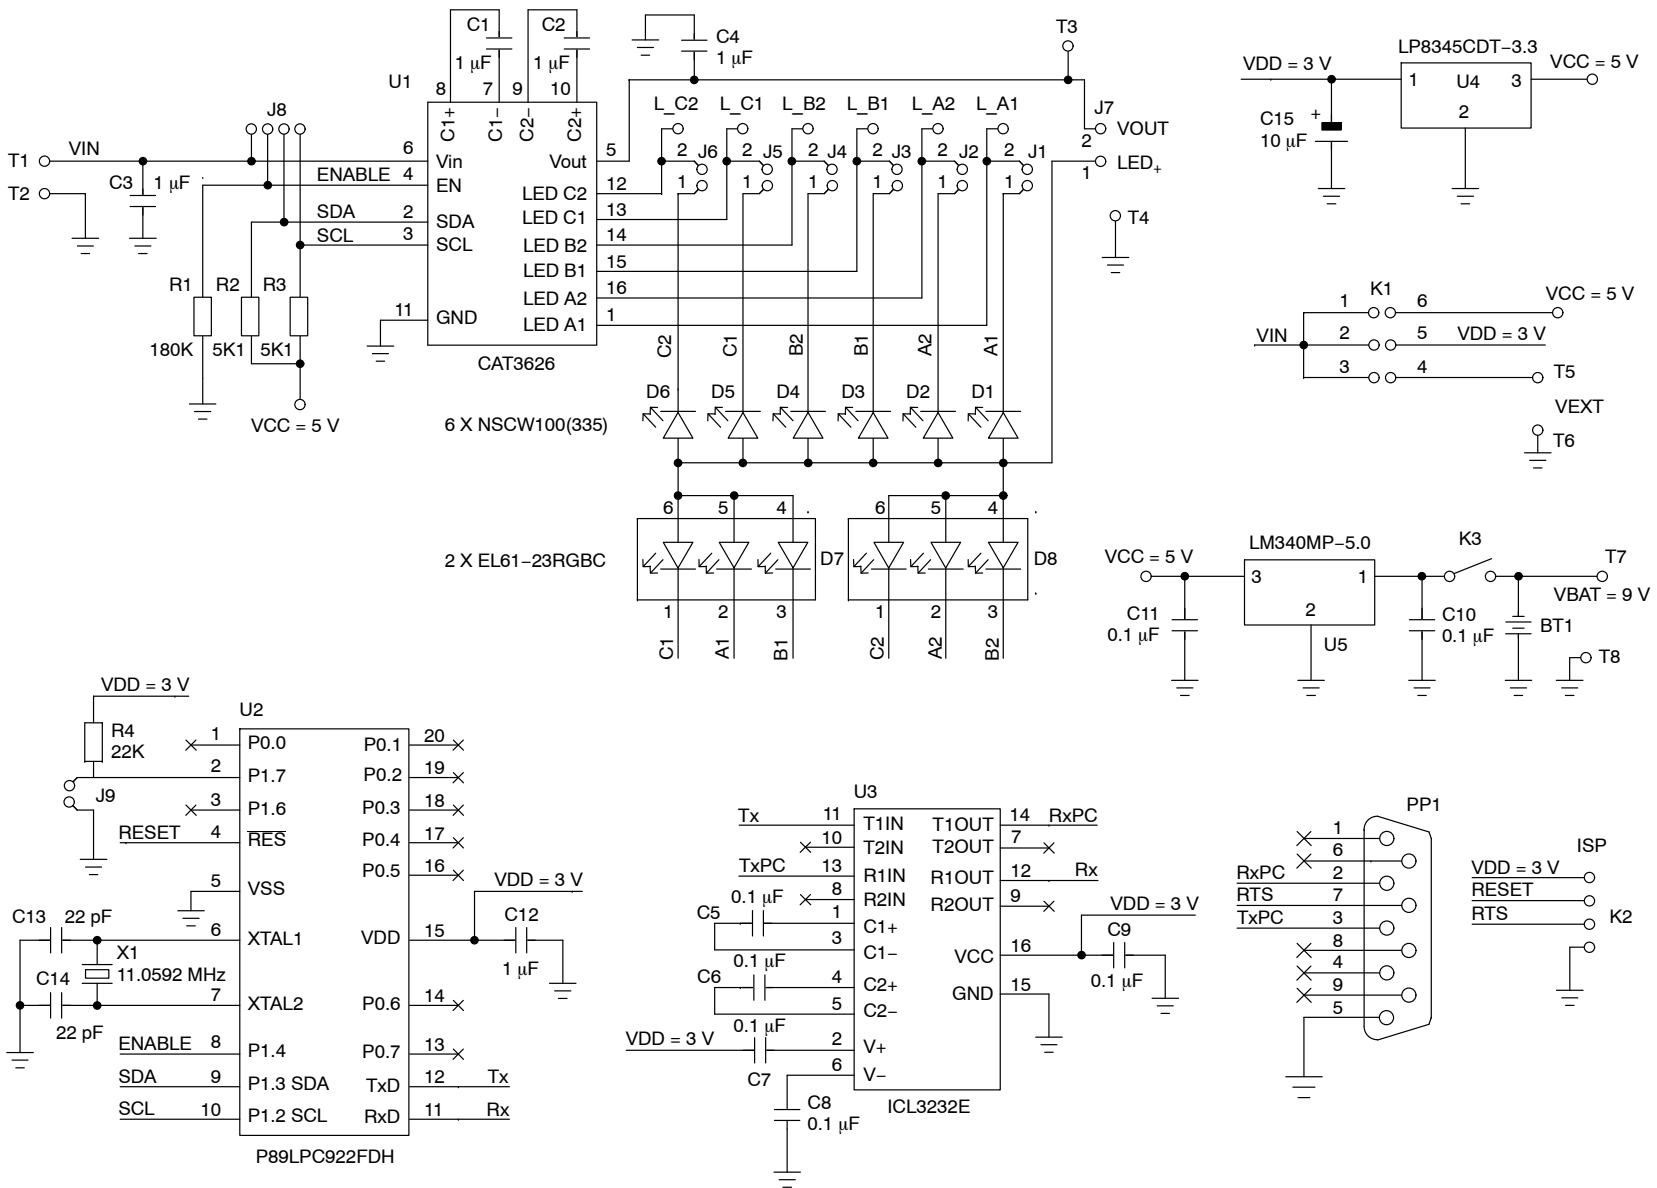 C1
1 µF
C2
1 µF
C4
1 µF
T3
U1
8
7
9
10
C1+
C1−
C2−
C2+
J8
T1
VIN
6
Vin
Vout
5
ENABLE
4
EN
T2
C3
1 µF
SDA
2
SDA
SCL
3
SCL
LED C2
12
LED C1
13
LED B2
14
LED B1
15
LED A2
16
LED A1
1
11
GND
CAT3626
R1
180K
R2
5K1
R3
5K1
VCC = 5 V
L_C2
L_C1
L_B2
L_B1
L_A2
L_A1
2
J6
1
2
J5
1
2
J4
1
2
J3
1
2
J2
1
2
J1
1
J7
2
VOUT
1
LED+
T4
C2
C1
B2
B1
A2
A1
D6
D5
D4
D3
D2
D1
6 X NSCW100(335)
6
5
4
D7
1
2
3
C1
A1
B1
6
5
4
D8
1
2
3
C2
A2
B2
2 X EL61−23RGBC
LP8345CDT−3.3
VDD = 3 V
1
U4
3
VCC = 5 V
2
C15
+
10 µF
K1
VIN
1
6
VCC = 5 V
2
5
VDD = 3 V
3
4
T5
VEXT
T6
LM340MP−5.0
VCC = 5 V
3
1
2
U5
K3
T7
VBAT = 9 V
C11
0.1 µF
C10
0.1 µF
BT1
T8
VDD = 3 V
R4
22K
J9
U2
1
P0.0
P0.1
20
2
P1.7
P0.2
19
3
P1.6
P0.3
18
RESET
4
RES
P0.4
17
P0.5
16
5
VSS
VDD = 3 V
C13
22 pF
6
XTAL1
VDD
15
C12
1 µF
X1
11.0592 MHz
C14
22 pF
7
XTAL2
P0.6
14
ENABLE
8
P1.4
P0.7
13
SDA
9
P1.3 SDA
TxD
12
Tx
SCL
10
P1.2 SCL
RxD
11
Rx
P89LPC922FDH
U3
Tx
11
T1IN
T1OUT
14
RxPC
10
T2IN
T2OUT
7
TxPC
13
R1IN
R1OUT
12
Rx
8
R2IN
R2OUT
9
C5
0.1 µF
1
C1+
3
C1−
C6
0.1 µF
4
C2+
5
C2−
VDD = 3 V
0.1 µF
C7
2
V+
6
V−
C8
0.1 µF
VCC
16
VDD = 3 V
C9
0.1 µF
GND
15
ICL3232E
PP1
1
6
RxPC
2
RTS
7
TxPC
3
8
4
9
5
ISP
VDD = 3 V
RESET
RTS
K2